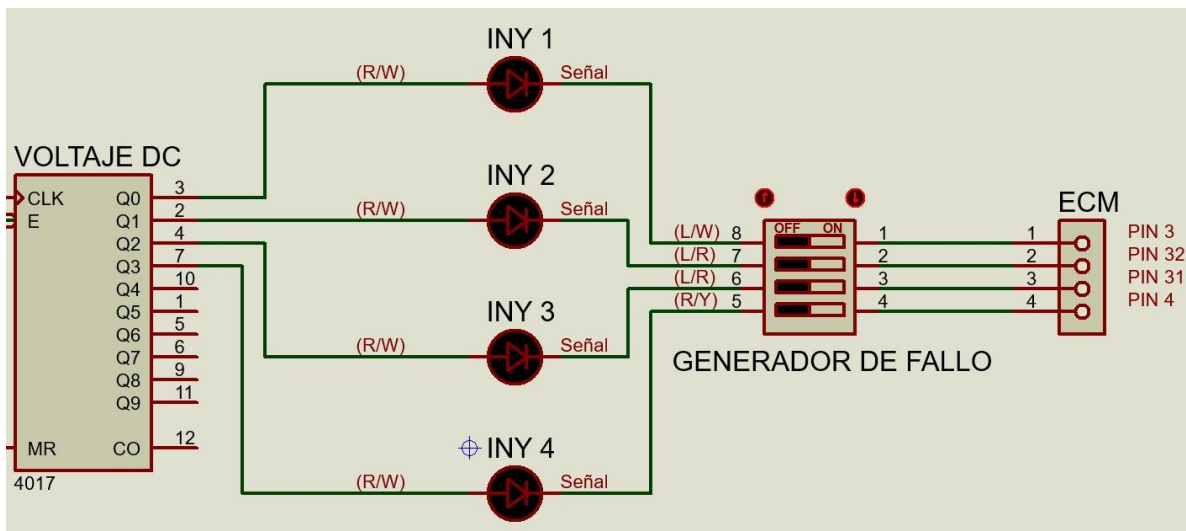 INY 1
(R/W) Señal
VOLTAJE DC
INY 2
CLK Q0 3
E Q1 2
(R/W) Señal
ECM
Q2 4
(L/W) 8 OFF ON 1 1 PIN 3
Q3 7
(L/R) 7 2 2 PIN 32
Q4 10
(L/R) 6 3 3 PIN 31
Q5 1
(R/Y) 5 4 4 PIN 4
INY 3
Q6 5
Q7 6
(R/W) Señal
GENERADOR DE FALLO
Q8 9
Q9 11
MR CO 12
INY 4
4017
(R/W) Señal